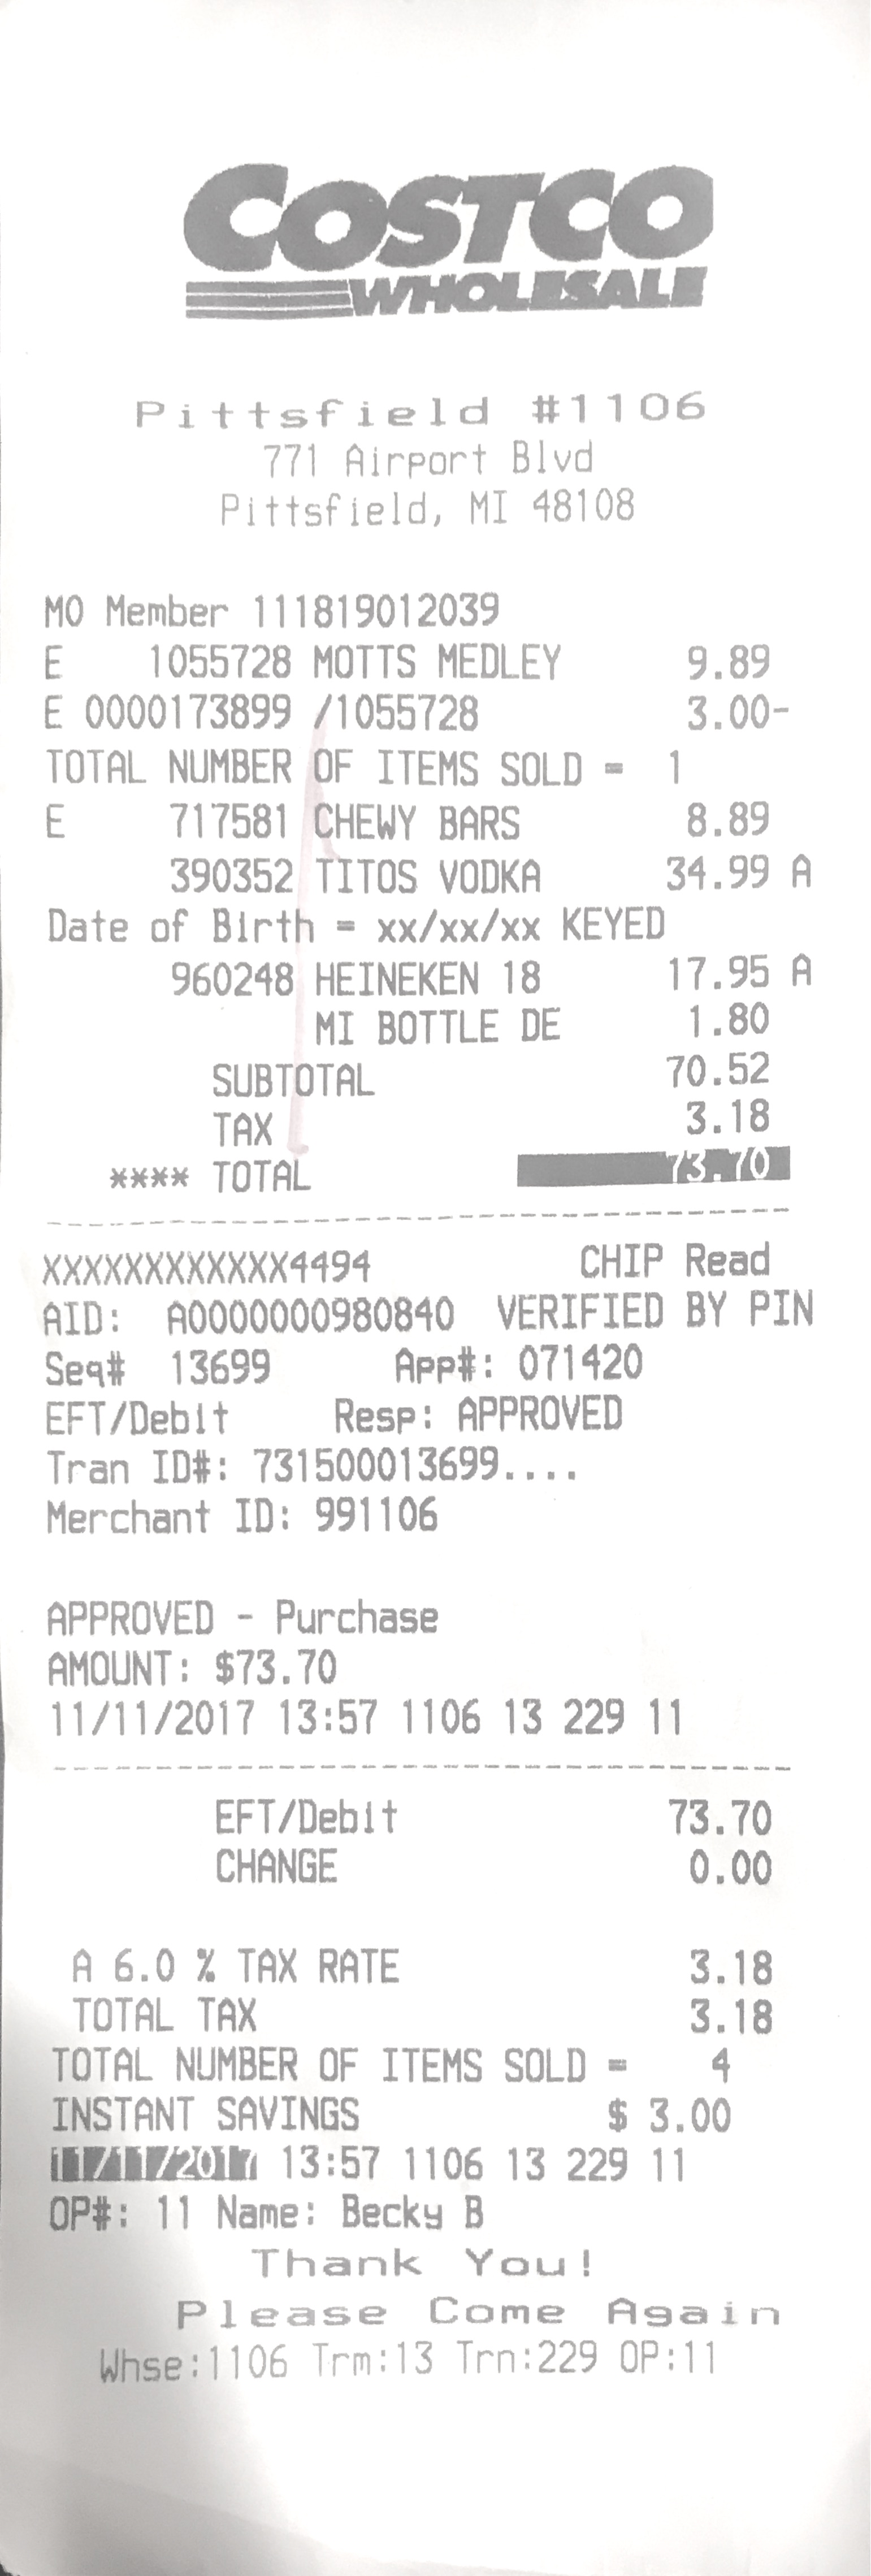 COSTCO
WHOLESALE
Pittsfield #1106
771 Airport Blvd
Pittsfield, MI 48108
MO Member 111819012039
E 1055728 MOTTS MEDLEY 9.89
E 0000173899 /1055728 3.00-
TOTAL NUMBER OF ITEMS SOLD = 1
E 717581 CHEWY BARS 8.89
390352 TITOS VODKA 34.99 A
Date of Birth = xx/xx/xx KEYED
960248 HEINEKEN 18 17.95 A
MI BOTTLE DE 1.80
SUBTOTAL 70.52
TAX 3.18
**** TOTAL 73.70
XXXXXXXXXXXX4494 CHIP Read
AID: A0000000980840 VERIFIED BY PIN
Seq# 13699 App#: 071420
EFT/Debit Resp: APPROVED
Tran ID#: 731500013699....
Merchant ID: 991106
APPROVED - Purchase
AMOUNT: $73.70
11/11/2017 13:57 1106 13 229 11
EFT/Debit 73.70
CHANGE 0.00
A 6.0 % TAX RATE 3.18
TOTAL TAX 3.18
TOTAL NUMBER OF ITEMS SOLD = 4
INSTANT SAVINGS $ 3.00
11/11/2017 13:57 1106 13 229 11
OP#: 11 Name: Becky B
Thank You!
Please Come Again
Whse:1106 Trm:13 Trn:229 OP:11